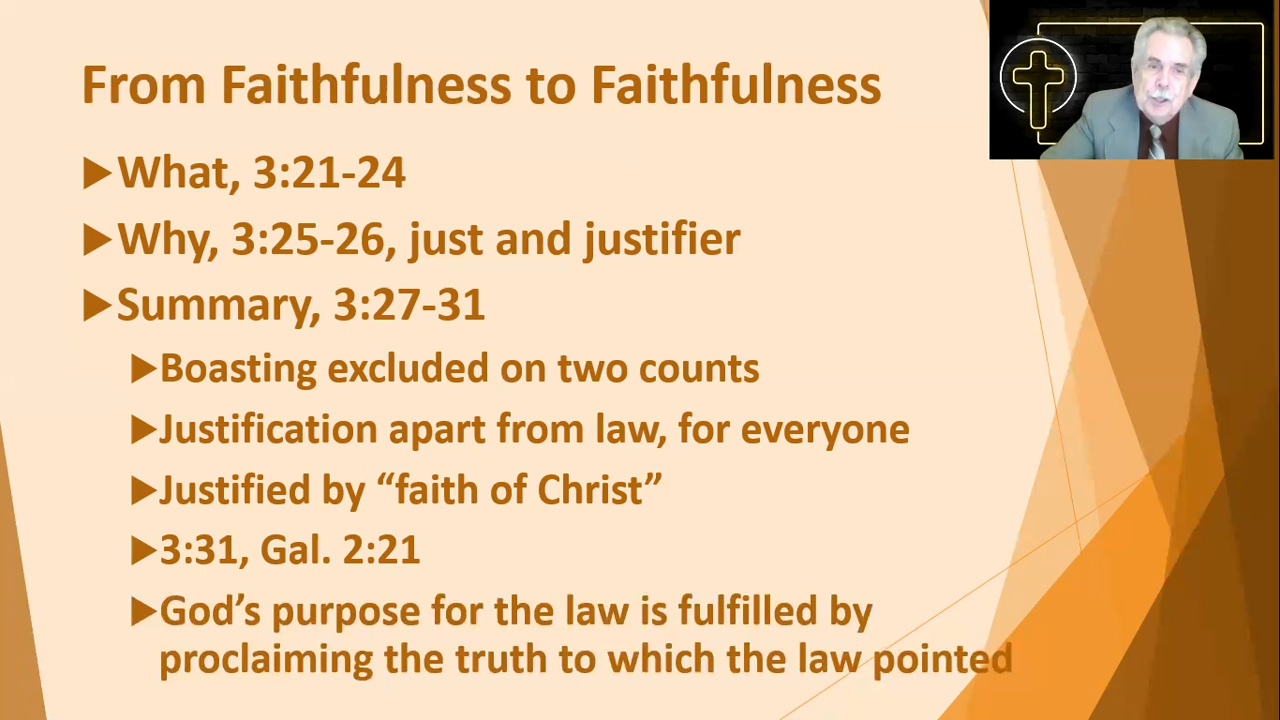 From Faithfulness to Faithfulness
What, 3:21-24
Why, 3:25-26, just and justifier
Summary, 3:27-31
Boasting excluded on two counts
Justification apart from law, for everyone
Justified by “faith of Christ”
3:31, Gal. 2:21
God’s purpose for the law is fulfilled by
proclaiming the truth to which the law pointed